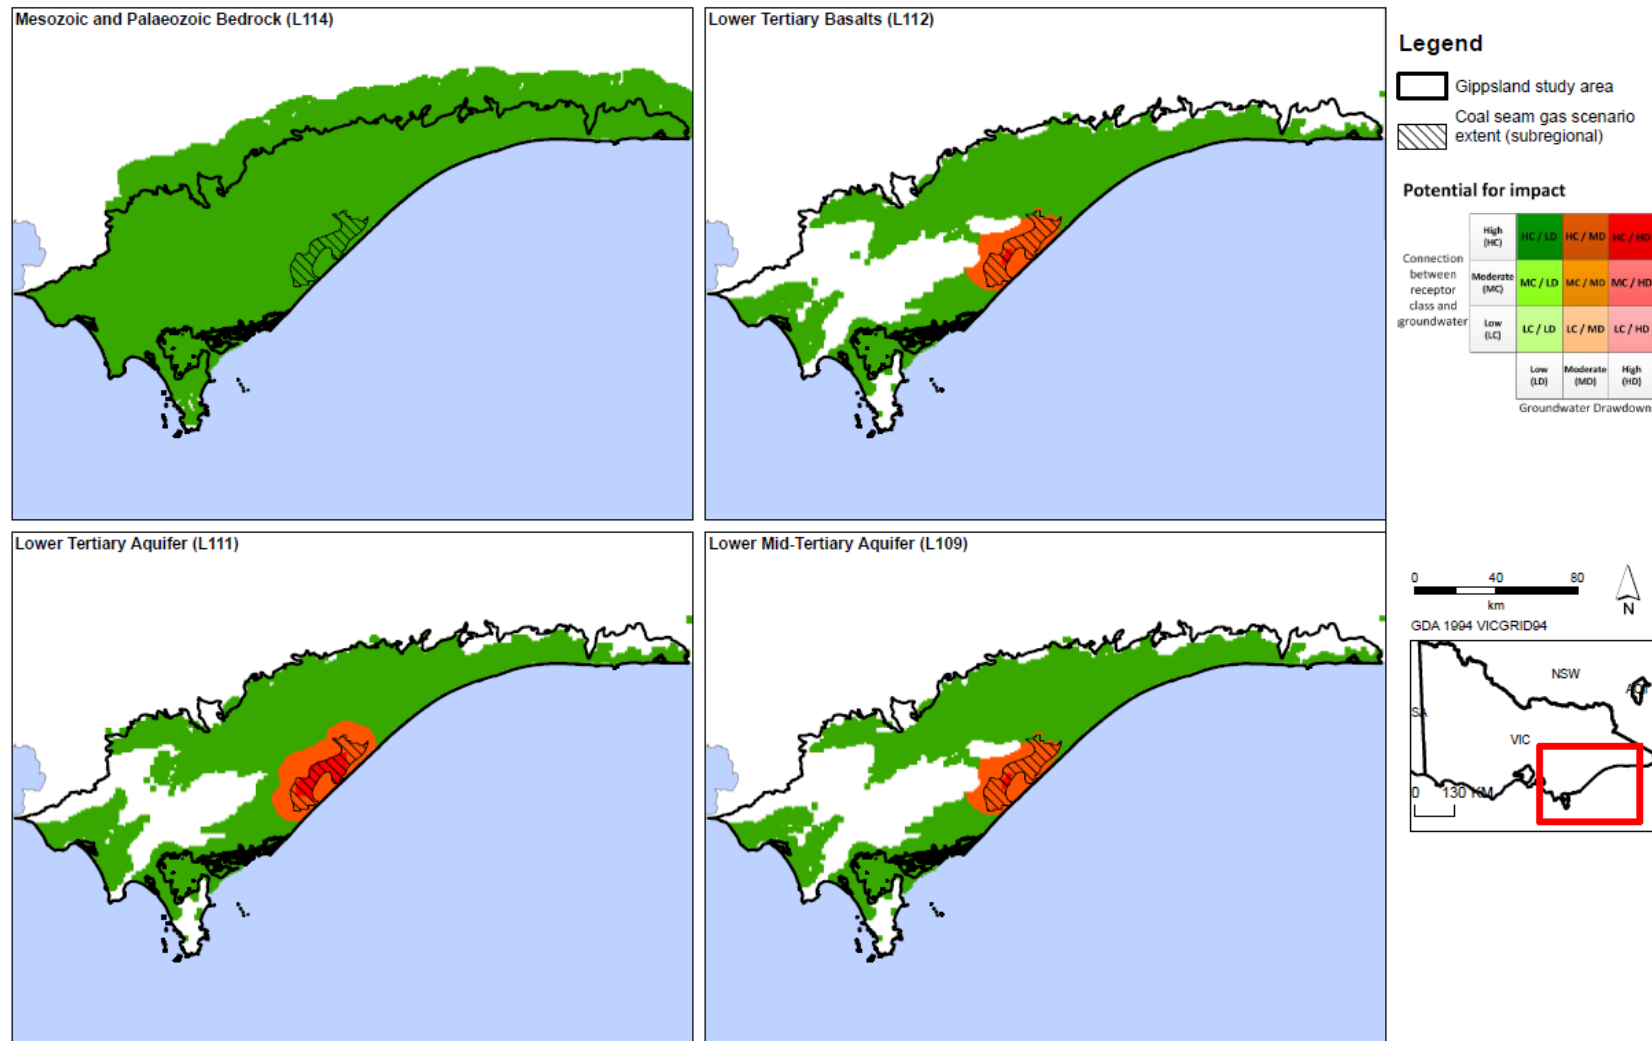 Mesozoic and Palaeozoic Bedrock (L114)
Lower Tertiary Basalts (L112)
Lower Tertiary Aquifer (L111)
Lower Mid-Tertiary Aquifer (L109)
Legend
Gippsland study area
Coal seam gas scenario
extent (subregional)
Potential for impact
Connection
between
receptor
class and
groundwater
High
(HC)
HC / LD HC / MD HC / HD
Moderate
(MC)
MC / LD MC / MD MC / HD
Low
(LC)
LC / LD LC / MD LC / HD
Low
(LD)
Moderate
(MD)
High
(HD)
Groundwater Drawdown
0 40 80
km
N
GDA 1994 VICGRID94
NSW
ACT
SA
VIC
0 130 KM